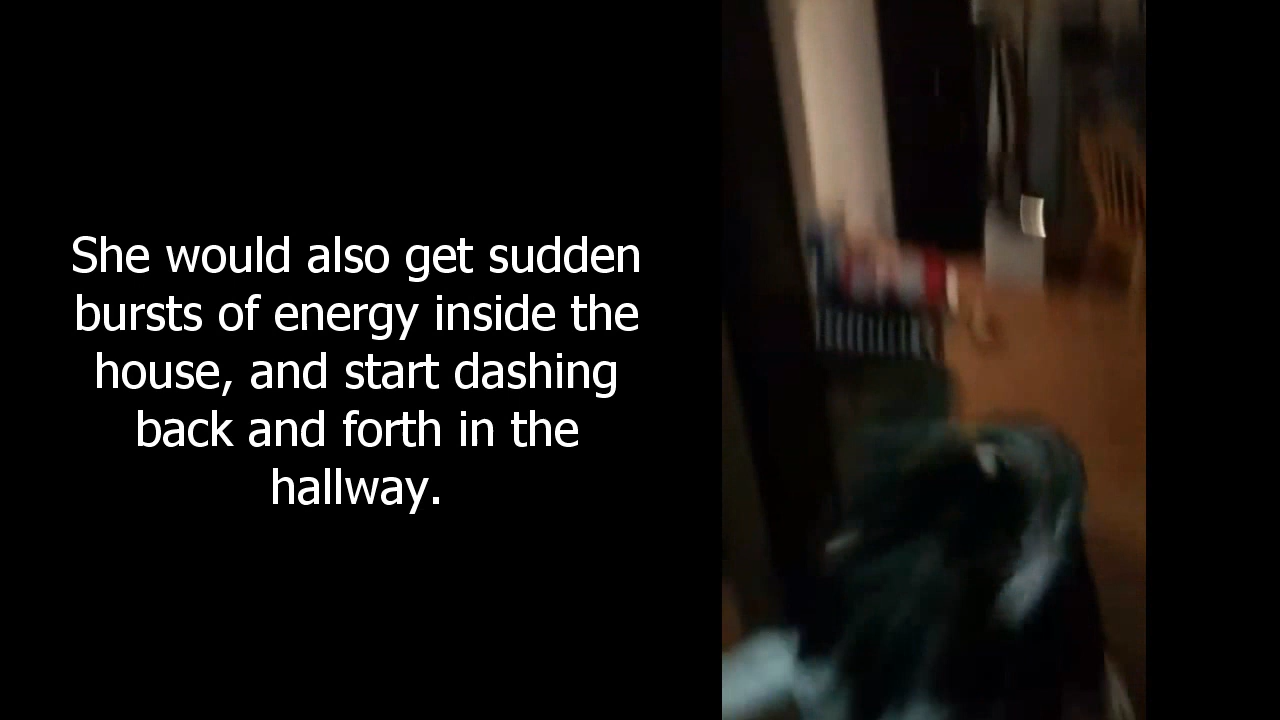 She would also get sudden
bursts of energy inside the
house, and start dashing
back and forth in the
hallway.